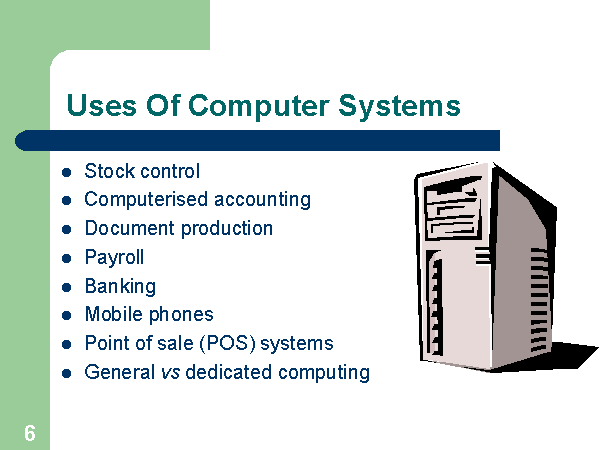 Uses Of Computer Systems
Stock control
Computerised accounting
Document production
Payroll
Banking
Mobile phones
Point of sale (POS) systems
General vs dedicated computing
6